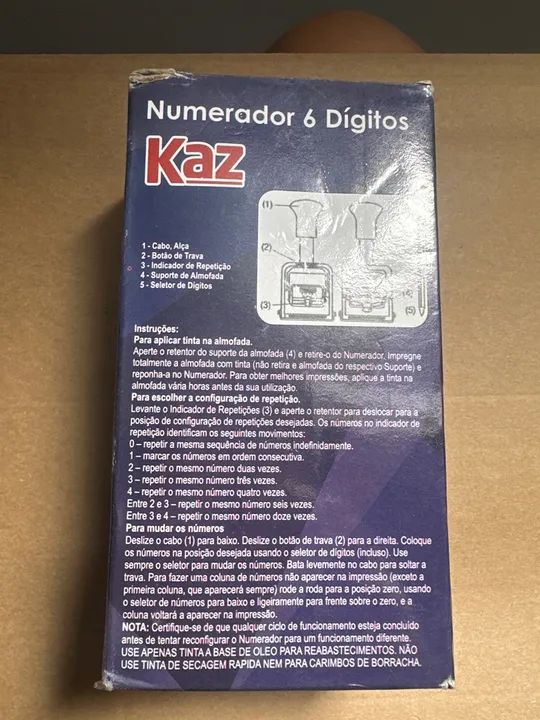 Numerador 6 Dígitos
Kaz
(1)
(2)
(3)
(4)
(5)
1 - Cabo, Alça
2 - Botão de Trava
3 - Indicador de Repetição
4 - Suporte de Almofada
5 - Seletor de Dígitos
Instruções:
Para aplicar tinta na almofada.
Aperte o retentor do suporte da almofada (4) e retire-o do Numerador. Impregne
totalmente a almofada com tinta (não retira e almofada do respectivo Suporte) e
reponha-a no Numerador. Para obter melhores impressões, aplique a tinta na
almofada vária horas antes da sua utilização.
Para escolher a configuração de repetição.
Levante o Indicador de Repetições (3) e aperte o retentor para deslocar para a
posição de configuração de repetições desejadas. Os números no indicador de
repetição identificam os seguintes movimentos:
0 – repetir a mesma sequência de números indefinidamente.
1 – marcar os números em ordem consecutiva.
2 – repetir o mesmo número duas vezes.
3 – repetir o mesmo número três vezes.
4 – repetir o mesmo número quatro vezes.
Entre 2 e 3 – repetir o mesmo número seis vezes.
Entre 3 e 4 – repetir o mesmo número doze vezes.
Para mudar os números
Deslize o cabo (1) para baixo. Deslize o botão de trava (2) para a direita. Coloque
os números na posição desejada usando o seletor de dígitos (incluso). Use
sempre o seletor para mudar os números. Bata levemente no cabo para soltar a
trava. Para fazer uma coluna de números não aparecer na impressão (exceto a
primeira coluna, que aparecerá sempre) rode a roda para a posição zero, usando
o seletor de números para baixo e ligeiramente para frente sobre o zero, e a
coluna voltará a aparecer na impressão.
NOTA: Certifique-se de que qualquer ciclo de funcionamento esteja concluído
antes de tentar reconfigurar o Numerador para um funcionamento diferente.
USE APENAS TINTA A BASE DE OLEO PARA REABASTECIMENTOS. NÃO
USE TINTA DE SECAGEM RAPIDA NEM PARA CARIMBOS DE BORRACHA.